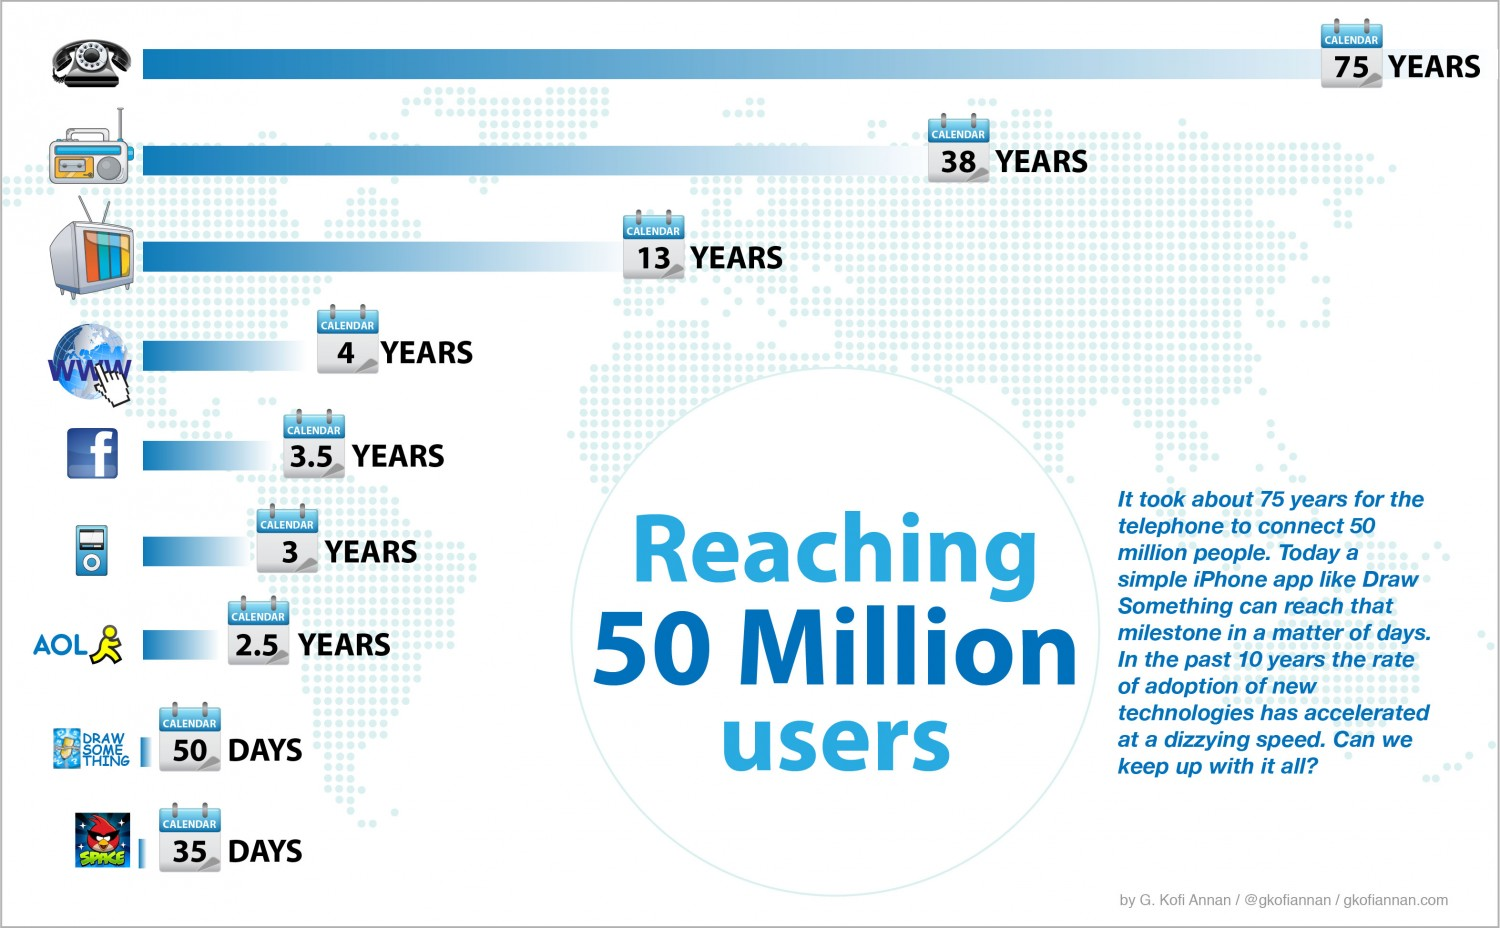 CALENDAR
75 YEARS
CALENDAR
38 YEARS
CALENDAR
13 YEARS
WWW
CALENDAR
4 YEARS
f
CALENDAR
3.5 YEARS
CALENDAR
3 YEARS
AOL
CALENDAR
2.5 YEARS
DRAW
SOME
THING
CALENDAR
50 DAYS
SPACE
CALENDAR
35 DAYS
Reaching
50 Million
users
It took about 75 years for the
telephone to connect 50
million people. Today a
simple iPhone app like Draw
Something can reach that
milestone in a matter of days.
In the past 10 years the rate
of adoption of new
technologies has accelerated
at a dizzying speed. Can we
keep up with it all?
by G. Kofi Annan / @gkofiannan / gkofiannan.com